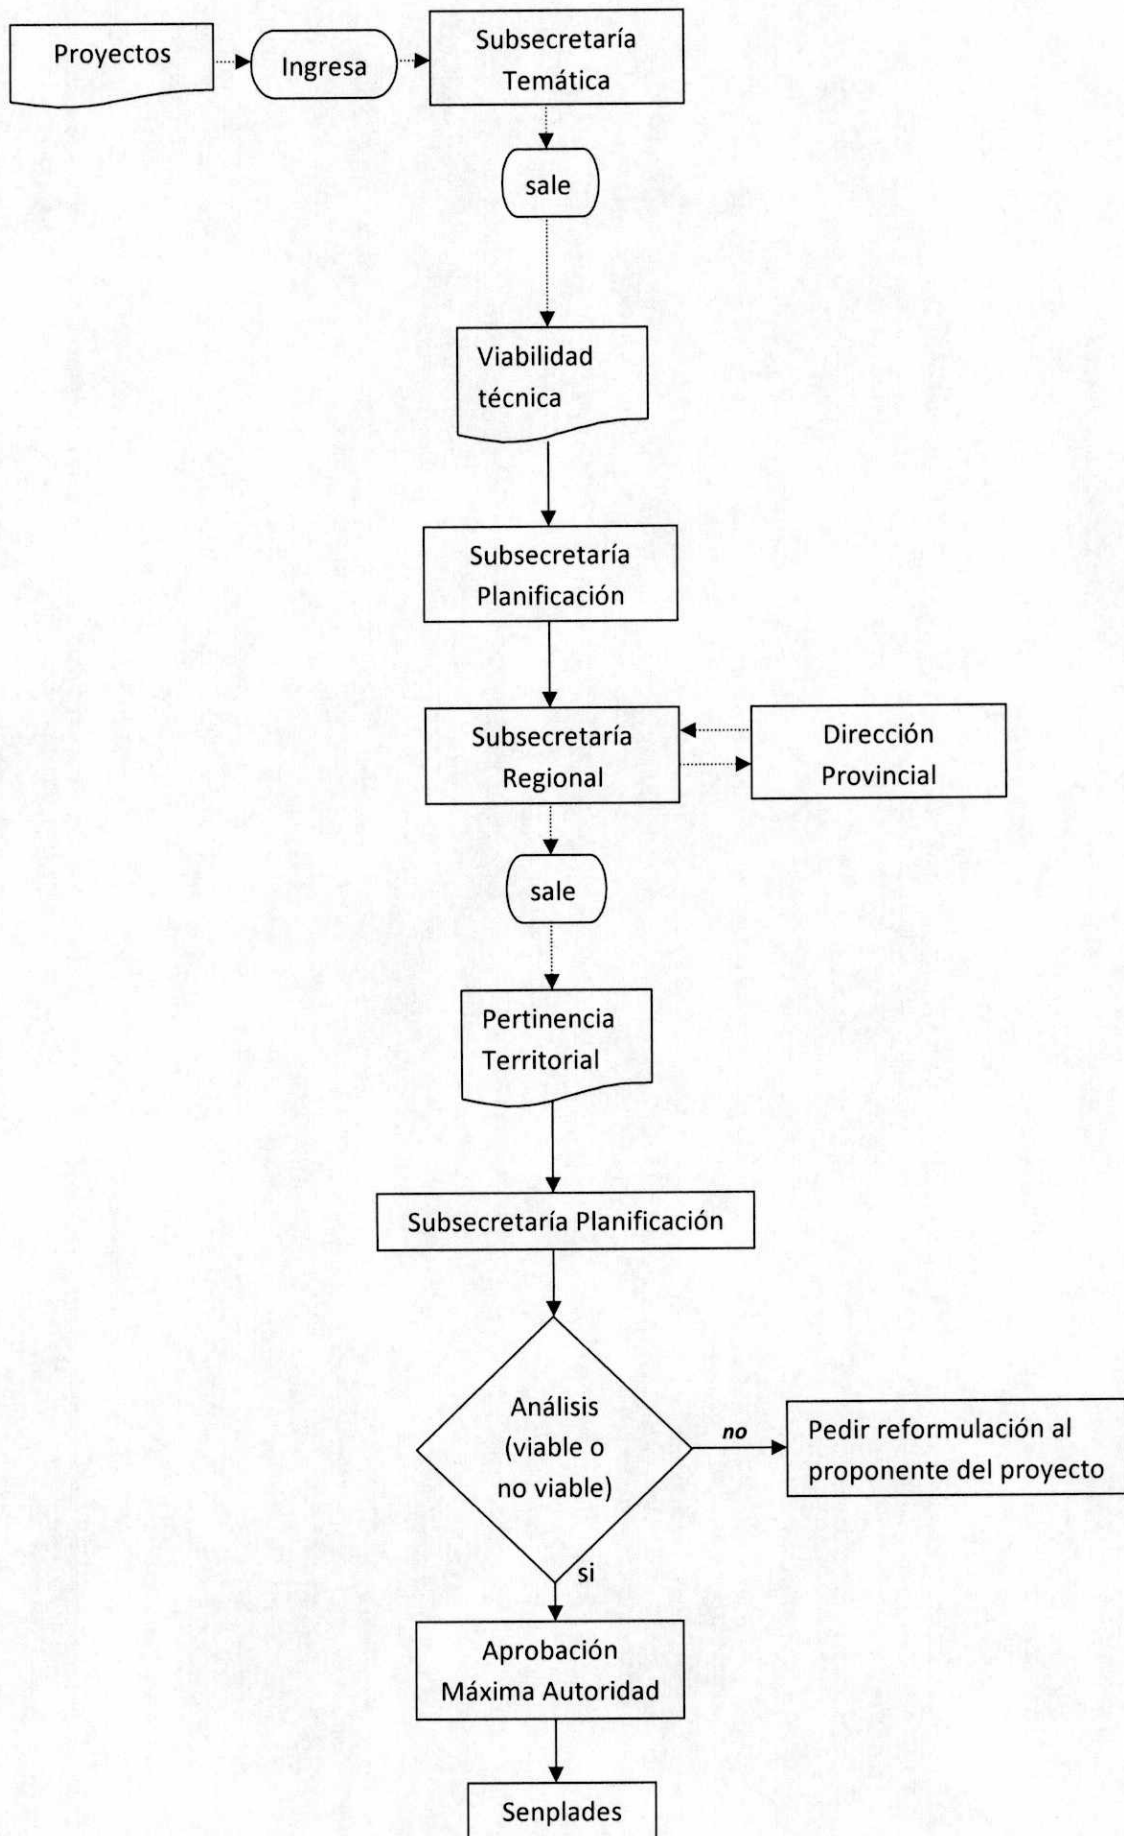 Proyectos
Ingresa
Subsecretaría
Temática
sale
Viabilidad
técnica
Subsecretaría
Planificación
Subsecretaría
Regional
Dirección
Provincial
sale
Pertinencia
Territorial
Subsecretaría Planificación
Análisis
(viable o
no viable)
no
Pedir reformulación al
proponente del proyecto
si
Aprobación
Máxima Autoridad
Senplades